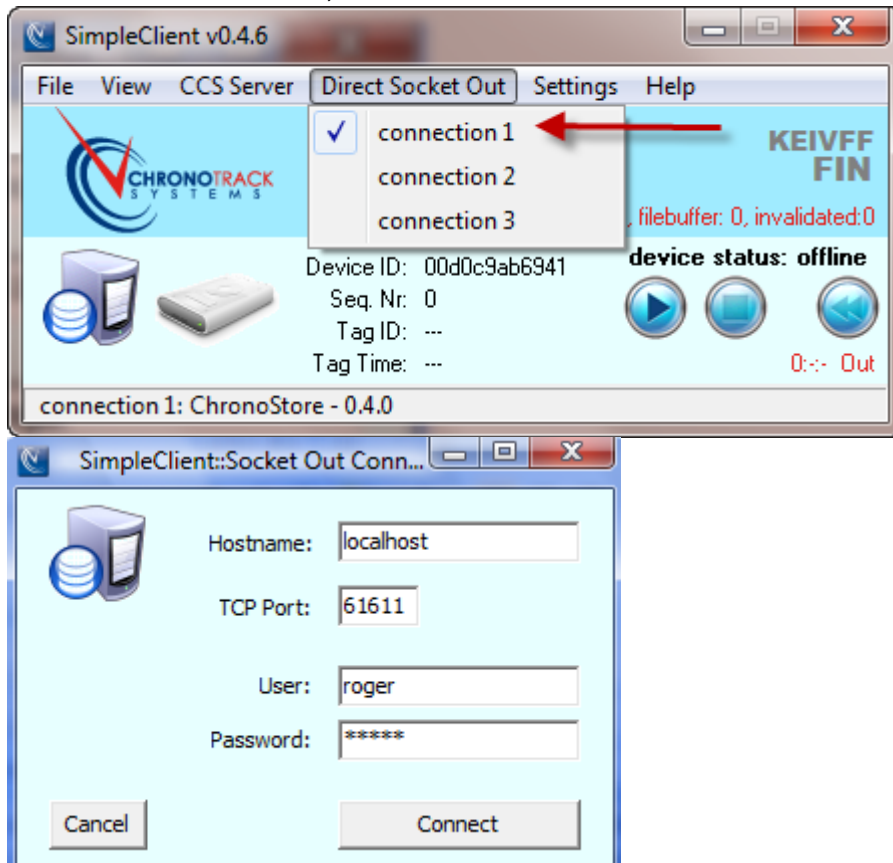 SimpleClient v0.4.6
File View CCS Server Direct Socket Out Settings Help
connection 1
connection 2
connection 3
CHRONOTRACK
SYSTEMS
KEIVFF
FIN
, filebuffer: 0, invalidated:0
Device ID: 00d0c9ab6941
device status: offline
Seq. Nr: 0
Tag ID: ---
Tag Time: ---
0:-:- Out
connection 1: ChronoStore - 0.4.0
SimpleClient::Socket Out Conn...
Hostname: localhost
TCP Port: 61611
User: roger
Password: *****
Cancel Connect